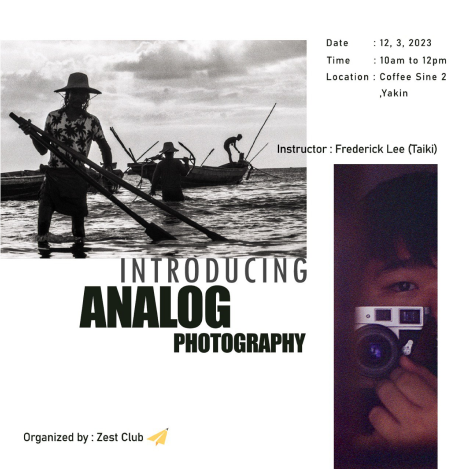 Date : 12, 3, 2023
Time : 10am to 12pm
Location : Coffee Sine 2
,Yakin
Instructor : Frederick Lee (Taiki)
INTRODUCING
ANALOG
PHOTOGRAPHY
Organized by : Zest Club